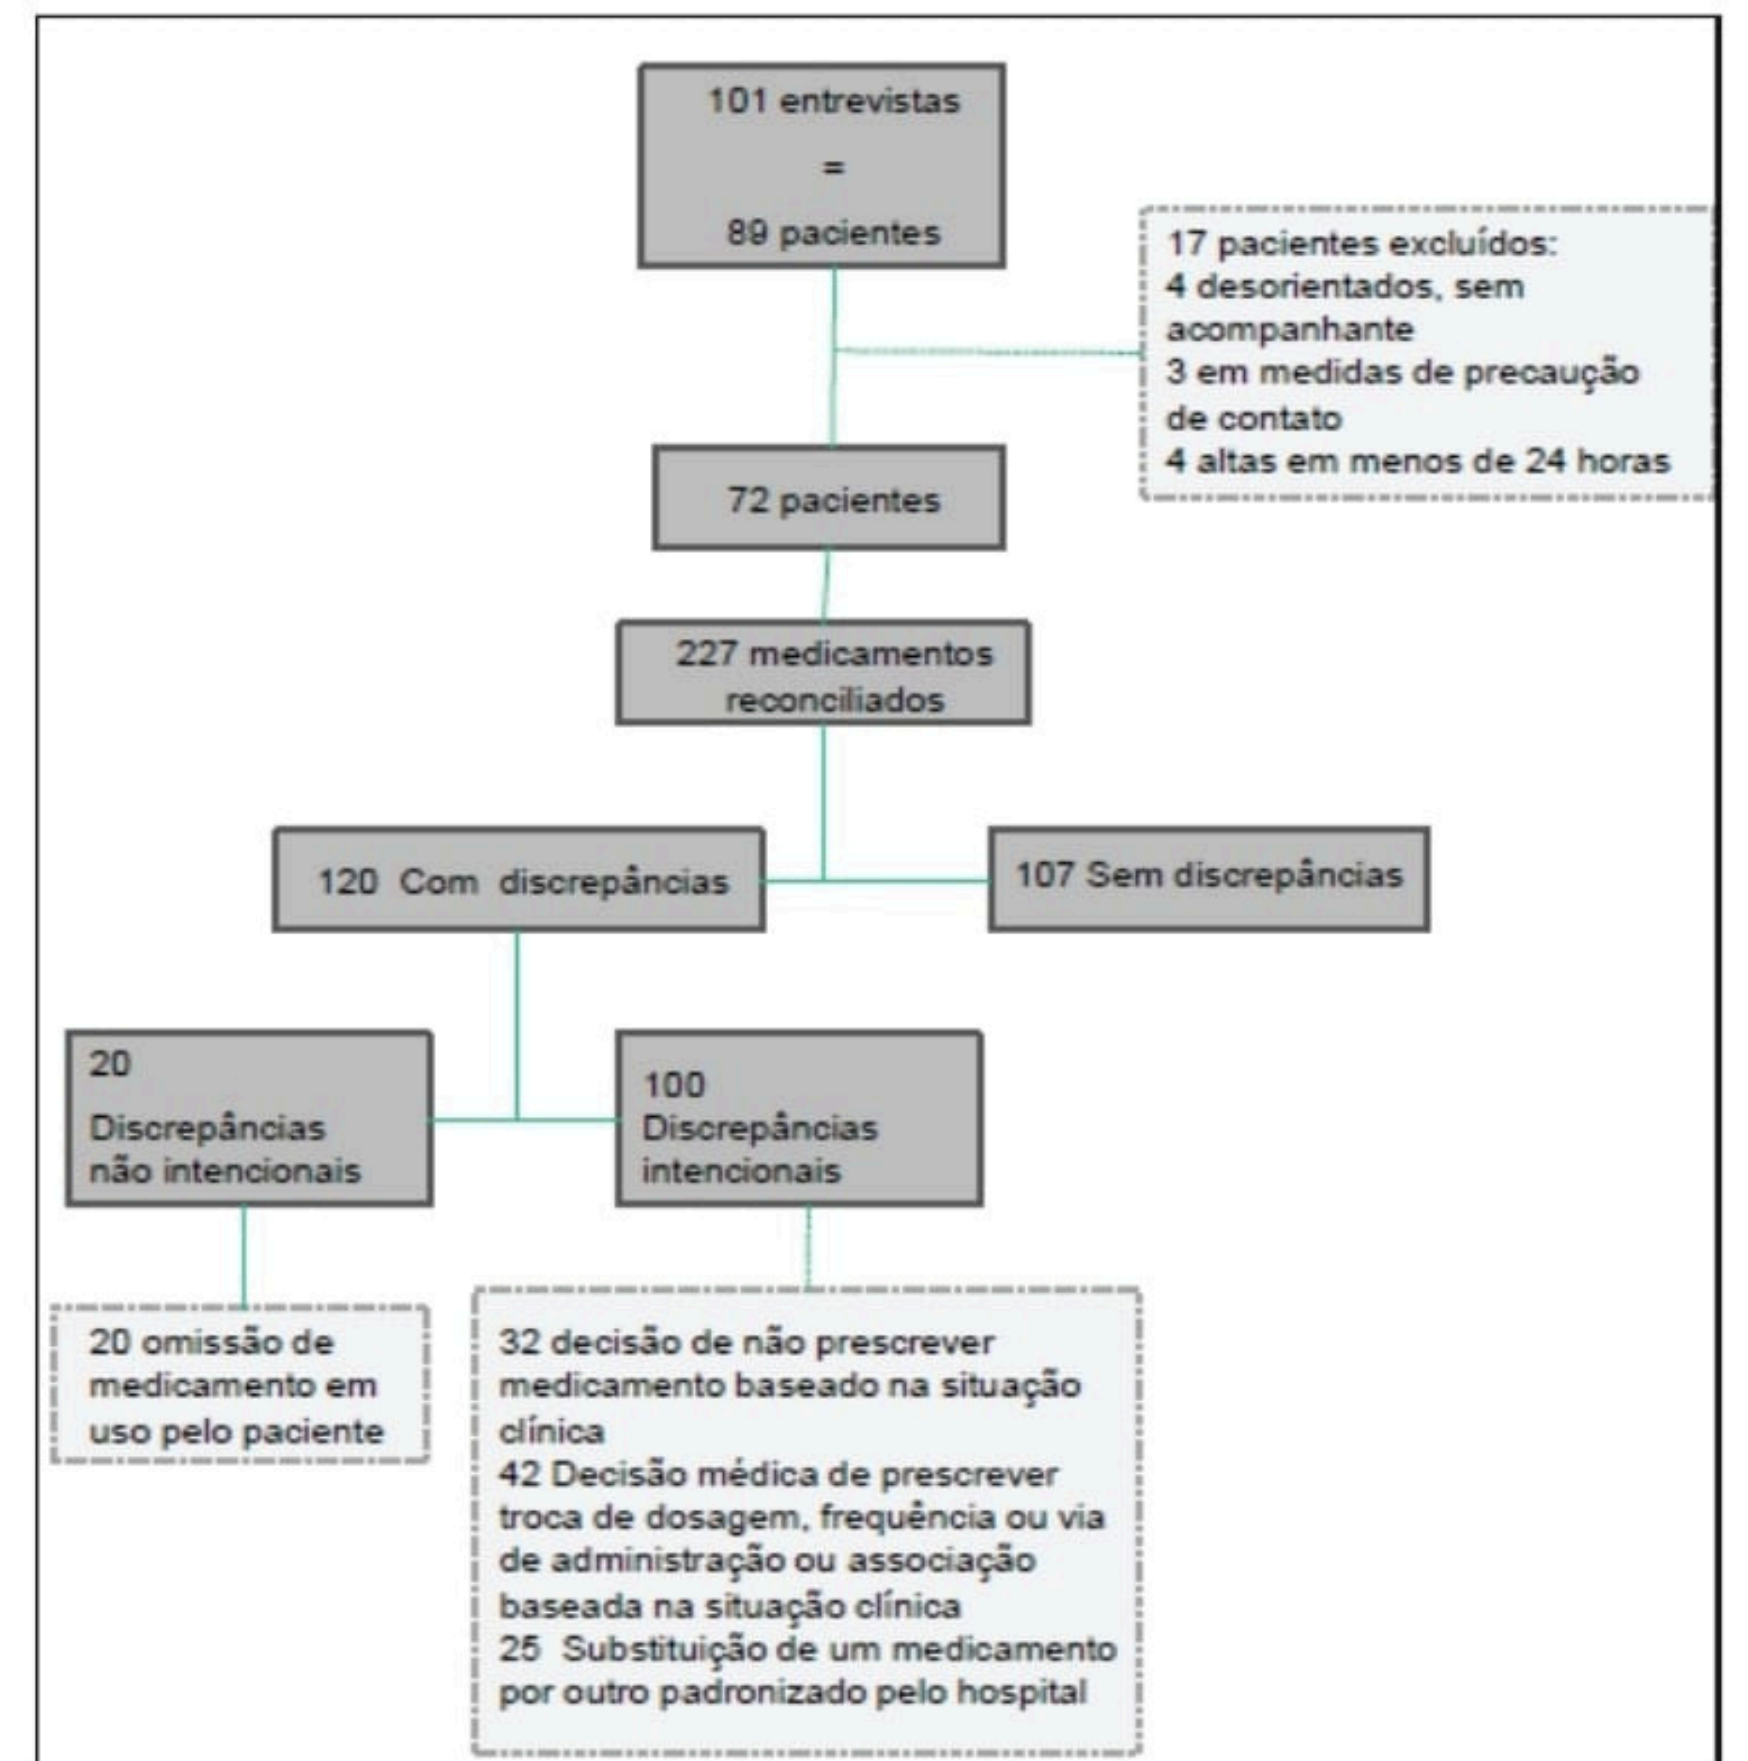 101 entrevistas
=
89 pacientes
17 pacientes excluídos:
4 desorientados, sem
acompanhante
3 em medidas de precaução
de contato
4 altas em menos de 24 horas
72 pacientes
227 medicamentos
reconciliados
120 Com discrepâncias
107 Sem discrepâncias
20
Discrepâncias
não intencionais
100
Discrepâncias
intencionais
20 omissão de
medicamento em
uso pelo paciente
32 decisão de não prescrever
medicamento baseado na situação
clínica
42 Decisão médica de prescrever
troca de dosagem, frequência ou via
de administração ou associação
baseada na situação clínica
25 Substituição de um medicamento
por outro padronizado pelo hospital